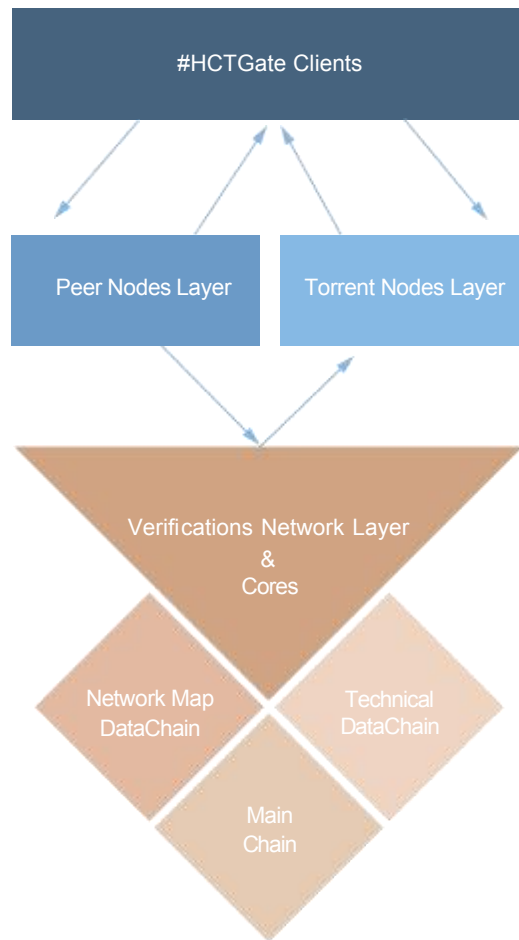 #HCTGate Clients
Peer Nodes Layer
Torrent Nodes Layer
Verifications Network Layer
&
Cores
Network Map
DataChain
Technical
DataChain
Main
Chain